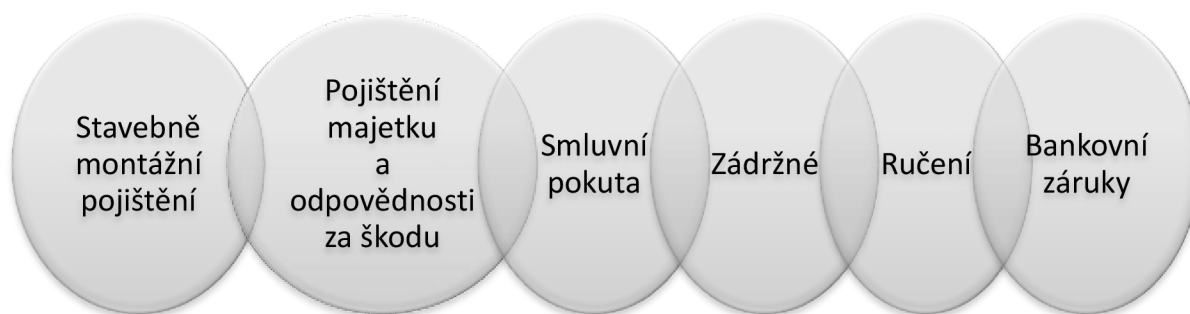 Stavebně
montážní
pojištění
Pojištění
majetku
a
odpovědnosti
za škodu
Smluvní
pokuta
Zádržné
Ručení
Bankovní
záruky